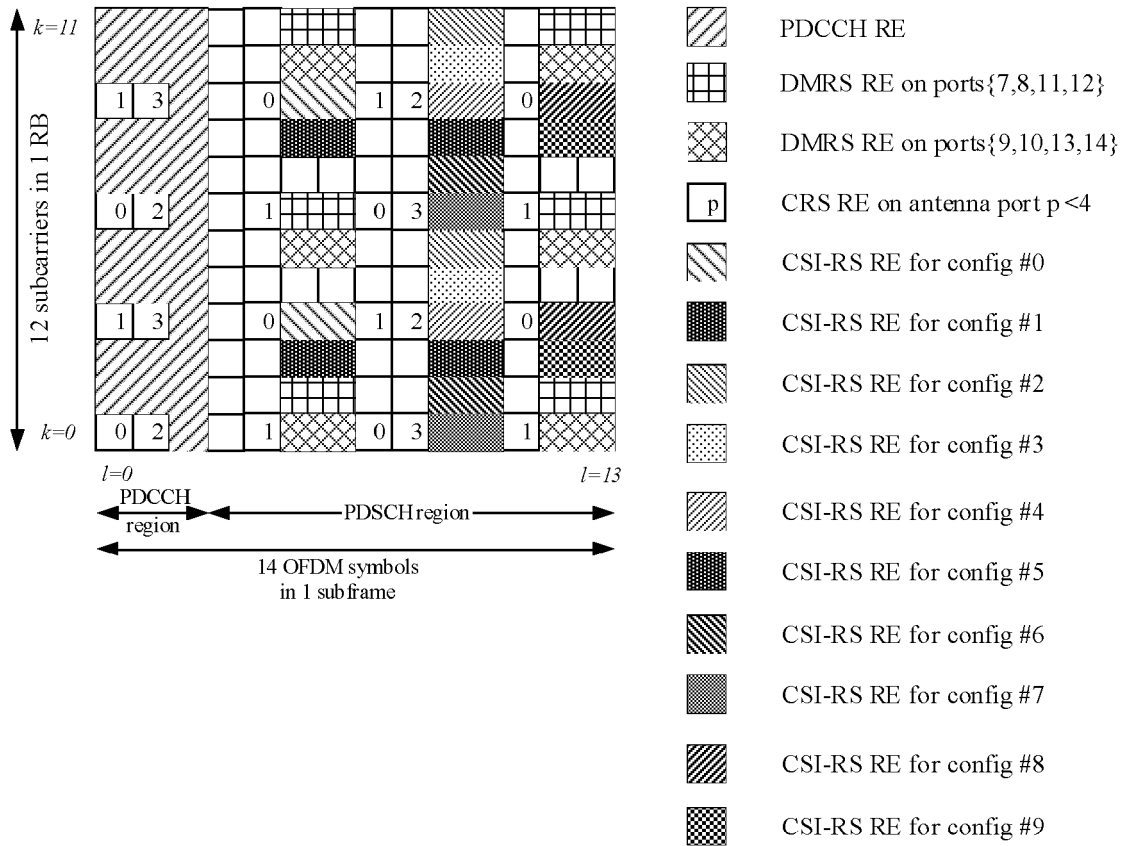 k=11
PDCCH RE
DMRS RE on ports{7,8,11,12}
1 3 0 1 2 0
DMRS RE on ports{9,10,13,14}
12 subcarriers in 1 RB
0 2 1 0 3 1
p
CRS RE on antenna port p <4
CSI-RS RE for config #0
1 3 0 1 2 0
CSI-RS RE for config #1
CSI-RS RE for config #2
k=0
0 2 1 0 3 1
CSI-RS RE for config #3
l=0
l=13
PDCCH
region
PDSCH region
CSI-RS RE for config #4
14 OFDM symbols
in 1 subframe
CSI-RS RE for config #5
CSI-RS RE for config #6
CSI-RS RE for config #7
CSI-RS RE for config #8
CSI-RS RE for config #9